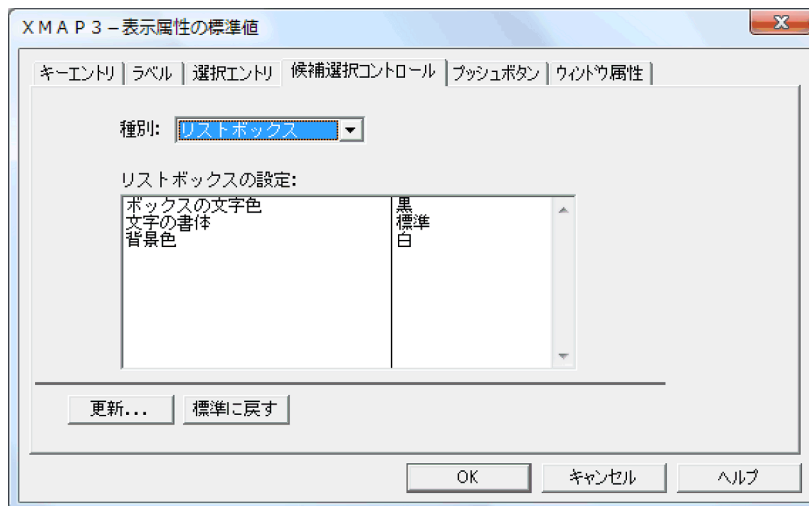 XMAP3－表示属性の標準値
キーエントリ ラベル 選択エントリ 候補選択コントロール プッシュボタン ウィンドウ属性
種別: リストボックス
リストボックスの設定:
ボックスの文字色 黒
文字の書体 標準
背景色 白
更新... 標準に戻す
OK キャンセル ヘルプ